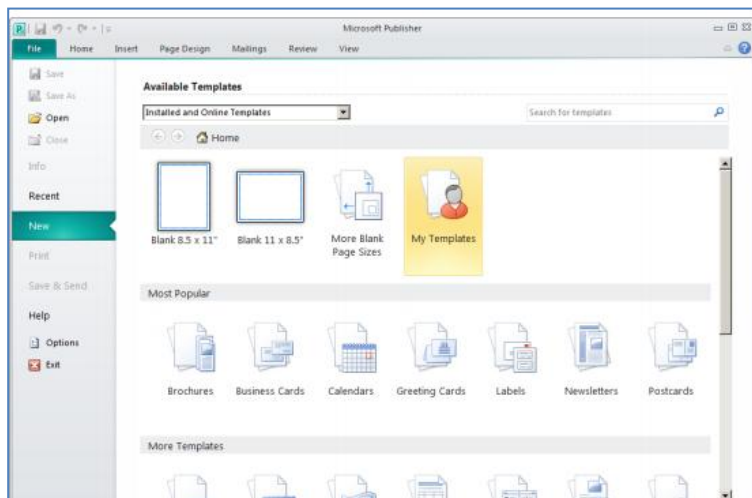 Microsoft Publisher
File Home Insert Page Design Mailings Review View
Save
Save As
Open
Close
Info
Recent
New
Print
Save & Send
Help
Options
Exit
Available Templates
Installed and Online Templates
Search for templates
Home
Blank 8.5 x 11"
Blank 11 x 8.5"
More Blank
Page Sizes
My Templates
Most Popular
Brochures Business Cards Calendars Greeting Cards Labels Newsletters Postcards
More Templates